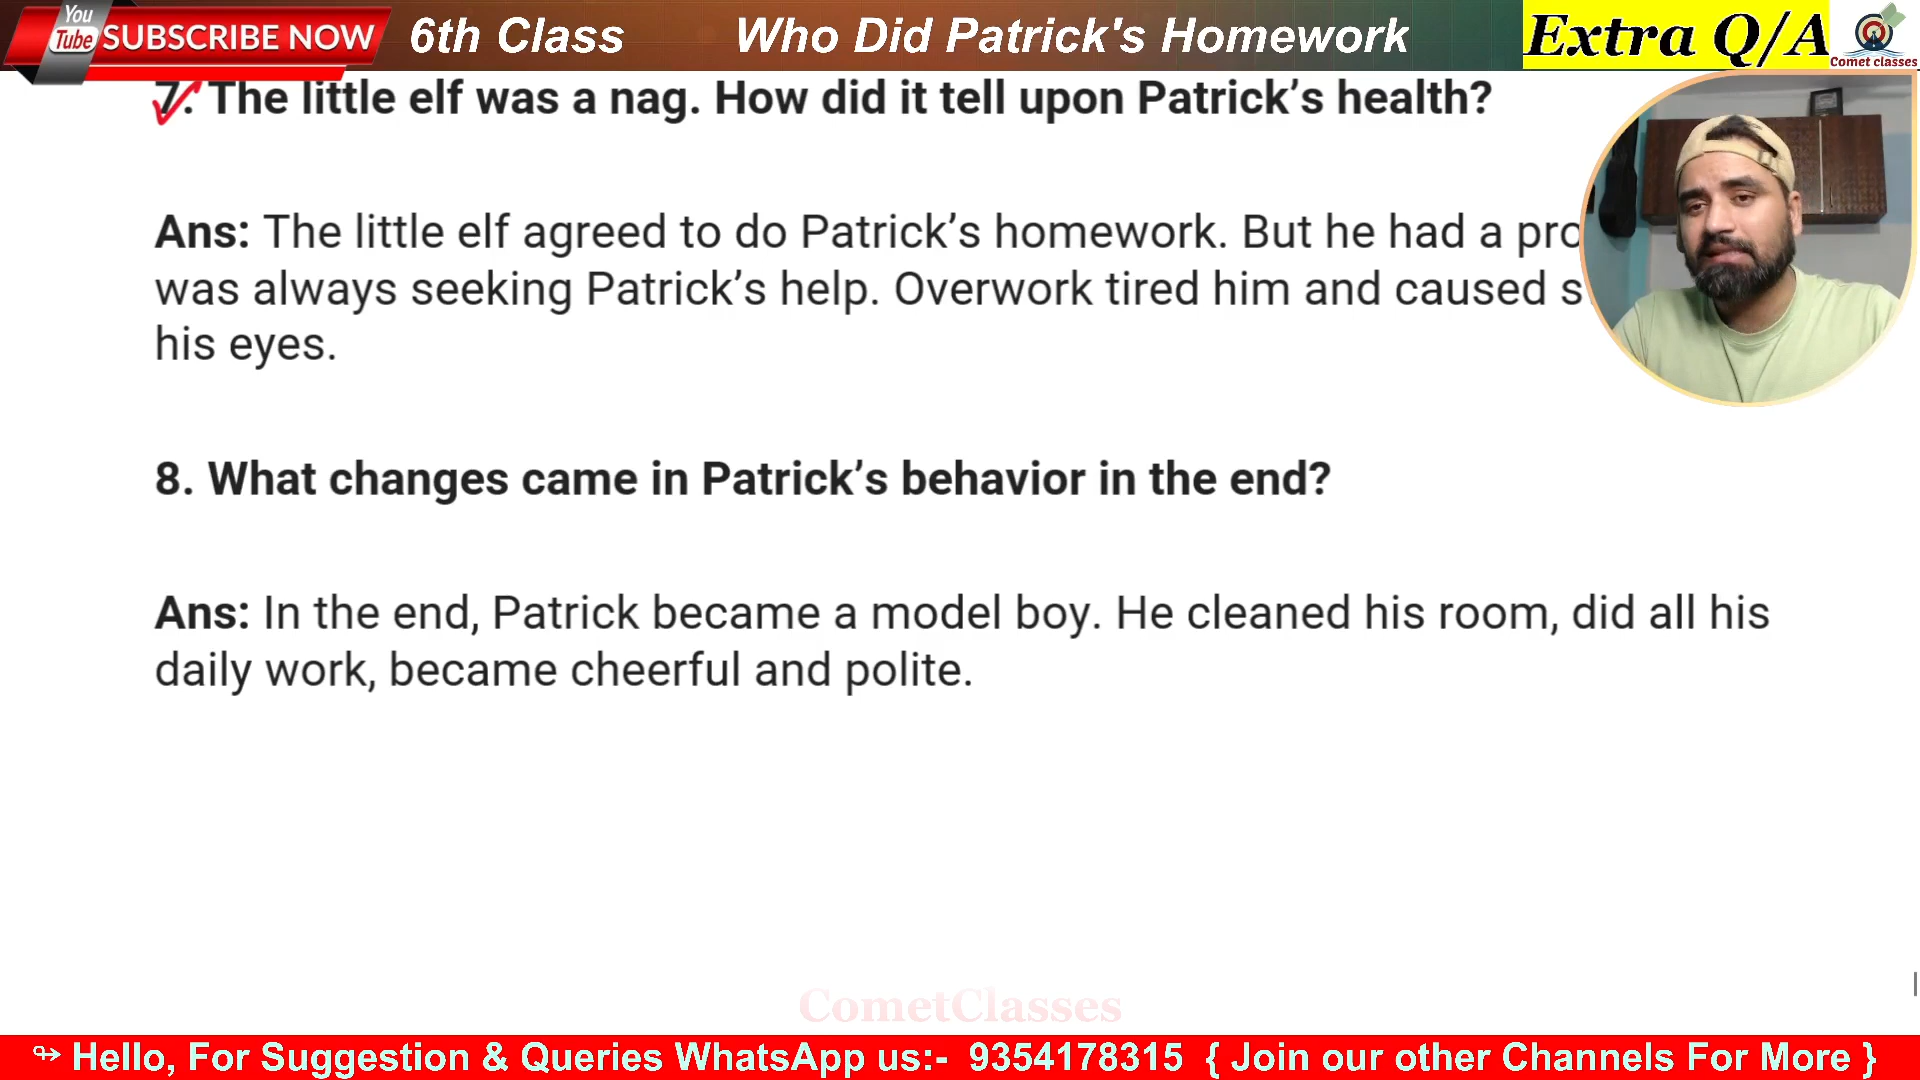 You
Tube SUBSCRIBE NOW
6th Class Who Did Patrick's Homework
Extra Q/A
Comet classes
7. The little elf was a nag. How did it tell upon Patrick’s health?
Ans: The little elf agreed to do Patrick’s homework. But he had a
was always seeking Patrick’s help. Overwork tired him and caused
his eyes.
8. What changes came in Patrick’s behavior in the end?
Ans: In the end, Patrick became a model boy. He cleaned his room, did all his
daily work, became cheerful and polite.
CometClasses
↬ Hello, For Suggestion & Queries WhatsApp us:- 9354178315 { Join our other Channels For More }